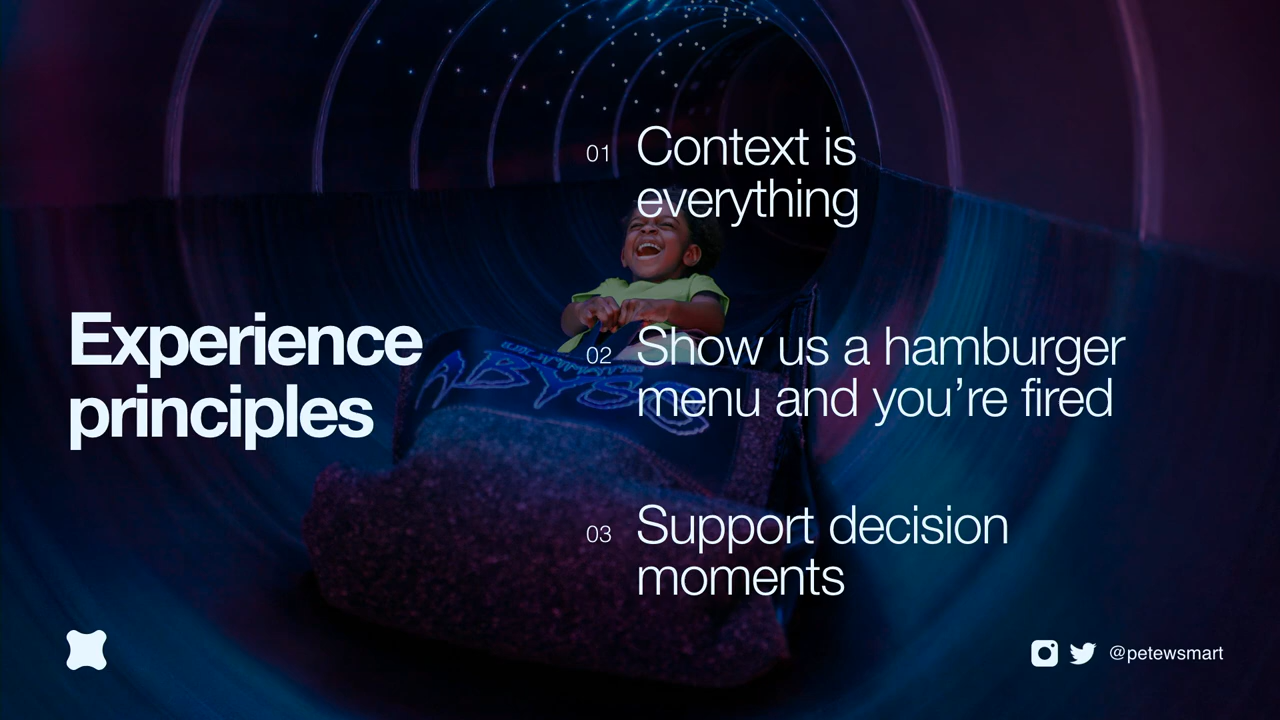 Experience
principles
01 Context is
everything
02 Show us a hamburger
menu and you’re fired
03 Support decision
moments
ABYSS
@petewsmart